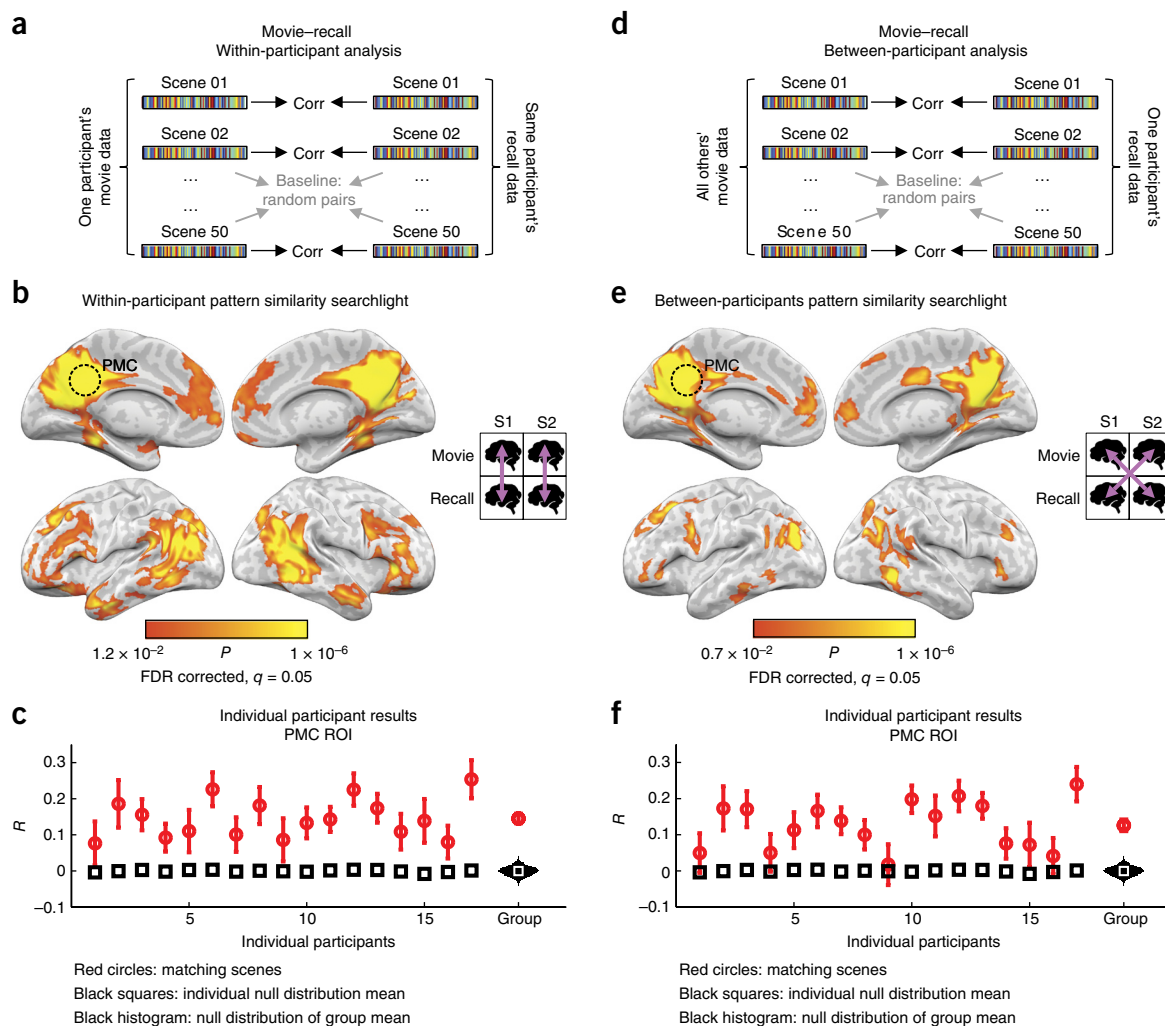 a
Movie–recall
Within-participant analysis
One participant's
movie data
Scene 01
Corr
Scene 01
Scene 02
Corr
Scene 02
...
Baseline:
random pairs
...
...
...
Scene 50
Corr
Scene 50
Same participant's
recall data
b
Within-participant pattern similarity searchlight
PMC
S1 S2
Movie
Recall
1.2 × 10−2 P 1 × 10−6
FDR corrected, q = 0.05
c
Individual participant results
PMC ROI
R
0.3
0.2
0.1
0
−0.1
5 10 15 Group
Individual participants
Red circles: matching scenes
Black squares: individual null distribution mean
Black histogram: null distribution of group mean
d
Movie–recall
Between-participant analysis
All others'
movie data
Scene 01
Corr
Scene 01
Scene 02
Corr
Scene 02
...
Baseline:
random pairs
...
...
...
Scene 50
Corr
Scene 50
One participant's
recall data
e
Between-participants pattern similarity searchlight
PMC
S1 S2
Movie
Recall
0.7 × 10−2 P 1 × 10−6
FDR corrected, q = 0.05
f
Individual participant results
PMC ROI
R
0.3
0.2
0.1
0
−0.1
5 10 15 Group
Individual participants
Red circles: matching scenes
Black squares: individual null distribution mean
Black histogram: null distribution of group mean